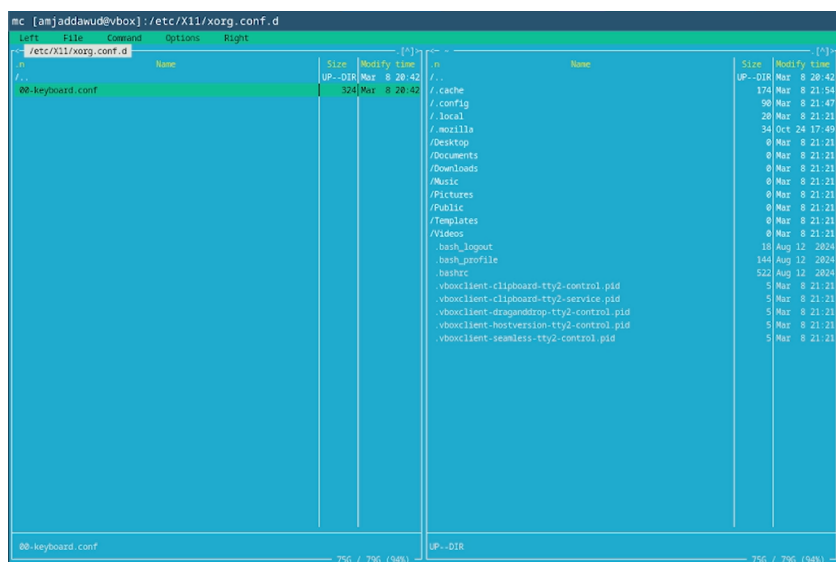 mc [amjaddawud@vbox]:/etc/X11/xorg.conf.d
Left File Command Options Right
/etc/X11/xorg.conf.d
.[^]>
.n Name Size Modify time
/.. UP--DIR Mar 8 20:42
00-keyboard.conf 324 Mar 8 20:42
00-keyboard.conf
75G / 79G (94%)
<- ~ .[^]>
.n Name Size Modify time
/.. UP--DIR Mar 8 20:42
/.cache 174 Mar 8 21:54
/.config 90 Mar 8 21:47
/.local 20 Mar 8 21:21
/.mozilla 34 Oct 24 17:49
/Desktop 0 Mar 8 21:21
/Documents 0 Mar 8 21:21
/Downloads 0 Mar 8 21:21
/Music 0 Mar 8 21:21
/Pictures 0 Mar 8 21:21
/Public 0 Mar 8 21:21
/Templates 0 Mar 8 21:21
/Videos 0 Mar 8 21:21
.bash_logout 18 Aug 12 2024
.bash_profile 144 Aug 12 2024
.bashrc 522 Aug 12 2024
.vboxclient-clipboard-tty2-control.pid 5 Mar 8 21:21
.vboxclient-clipboard-tty2-service.pid 5 Mar 8 21:21
.vboxclient-draganddrop-tty2-control.pid 5 Mar 8 21:21
.vboxclient-hostversion-tty2-control.pid 5 Mar 8 21:21
.vboxclient-seamless-tty2-control.pid 5 Mar 8 21:21
UP--DIR
75G / 79G (94%)